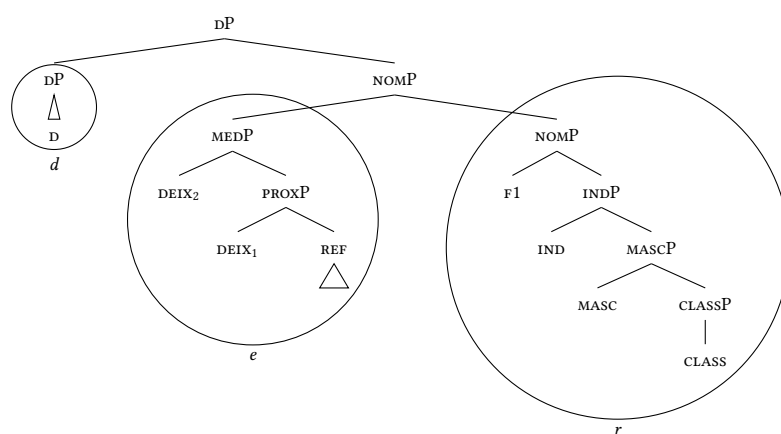 DP
DP NOMP
D MEDP NOMP
d
DEIX₂ PROXP F1 INDP
DEIX₁ REF IND MASCP
MASC CLASSP
e
CLASS
r